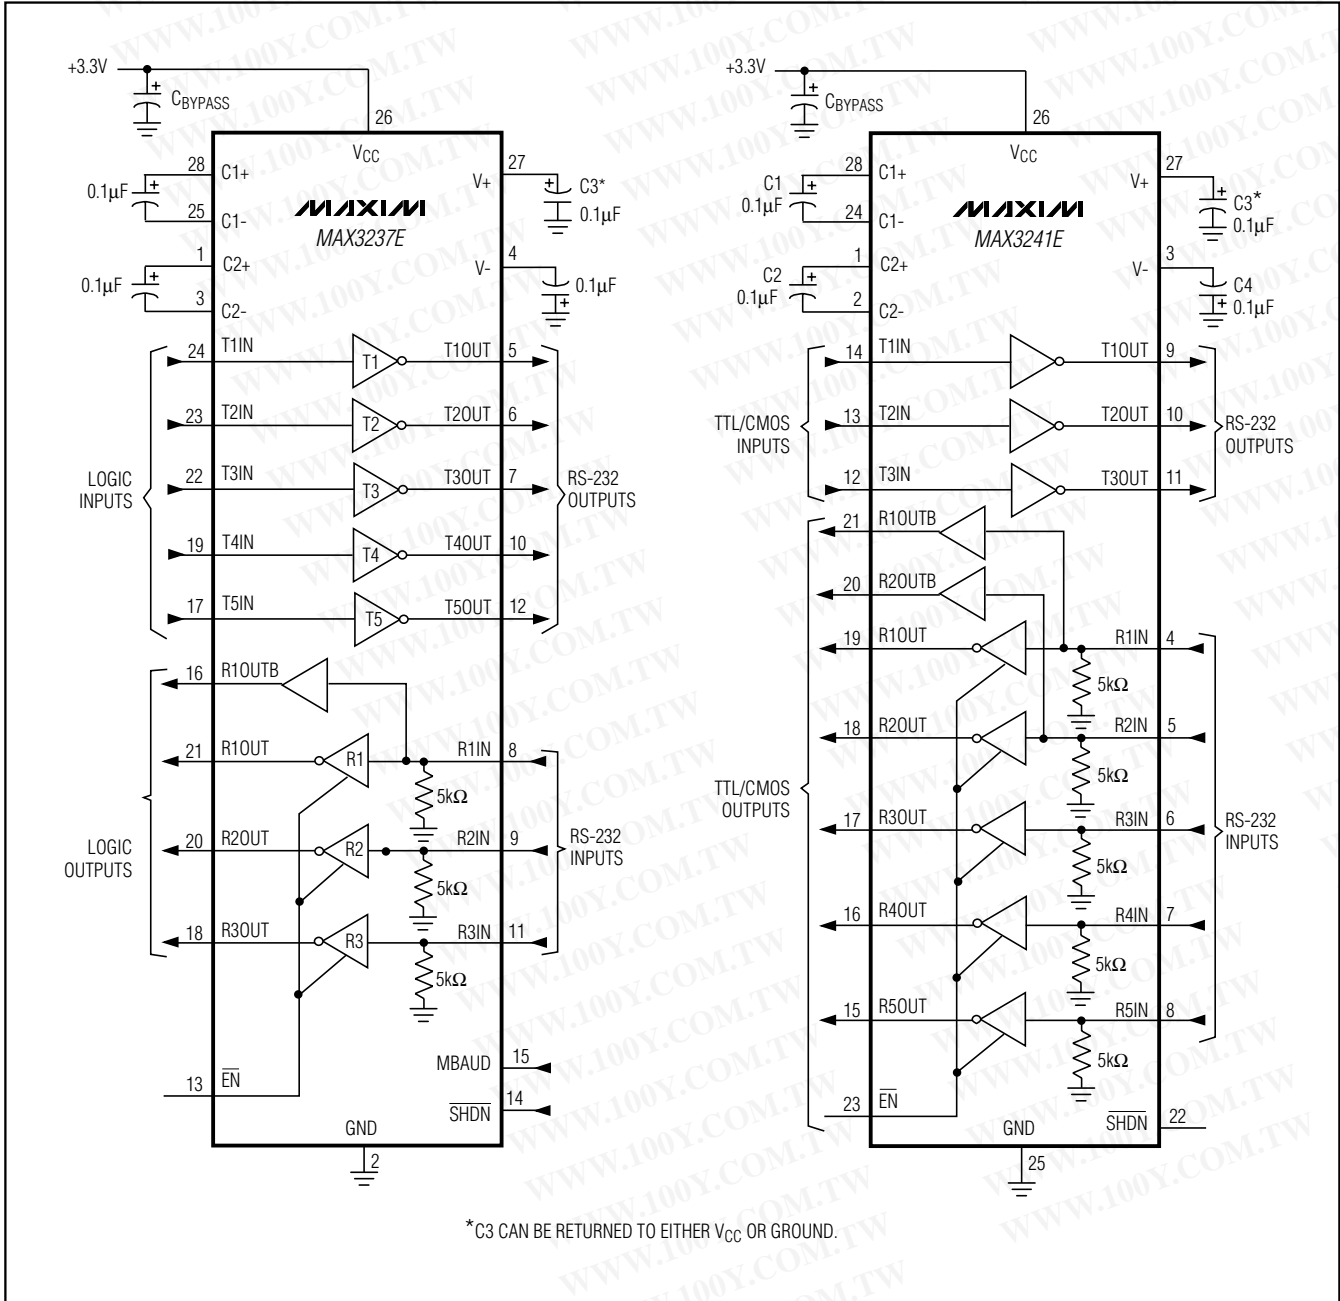 +3.3V
CBYPASS
26
VCC
28
C1+
0.1µF
25
C1-
27
V+
C3*
0.1µF
MAXIM
MAX3237E
1
C2+
0.1µF
3
C2-
4
V-
0.1µF
24
T1IN
T1
T1OUT
5
23
T2IN
T2
T2OUT
6
22
T3IN
T3
T3OUT
7
19
T4IN
T4
T4OUT
10
17
T5IN
T5
T5OUT
12
LOGIC
INPUTS
RS-232
OUTPUTS
16
R1OUTB
21
R1OUT
R1
R1IN
8
5kΩ
20
R2OUT
R2
R2IN
9
5kΩ
18
R3OUT
R3
R3IN
11
5kΩ
LOGIC
OUTPUTS
RS-232
INPUTS
MBAUD
15
13
EN
SHDN
14
GND
2
+3.3V
CBYPASS
26
VCC
28
C1+
C1
0.1µF
24
C1-
27
V+
C3*
0.1µF
MAXIM
MAX3241E
1
C2+
C2
0.1µF
2
C2-
3
V-
C4
0.1µF
14
T1IN
T1OUT
9
13
T2IN
T2OUT
10
12
T3IN
T3OUT
11
TTL/CMOS
INPUTS
RS-232
OUTPUTS
21
R1OUTB
20
R2OUTB
19
R1OUT
R1IN
4
5kΩ
18
R2OUT
R2IN
5
5kΩ
17
R3OUT
R3IN
6
5kΩ
16
R4OUT
R4IN
7
5kΩ
15
R5OUT
R5IN
8
5kΩ
TTL/CMOS
OUTPUTS
RS-232
INPUTS
23
EN
SHDN
22
GND
25
*C3 CAN BE RETURNED TO EITHER VCC OR GROUND.
WWW.100Y.COM.TW